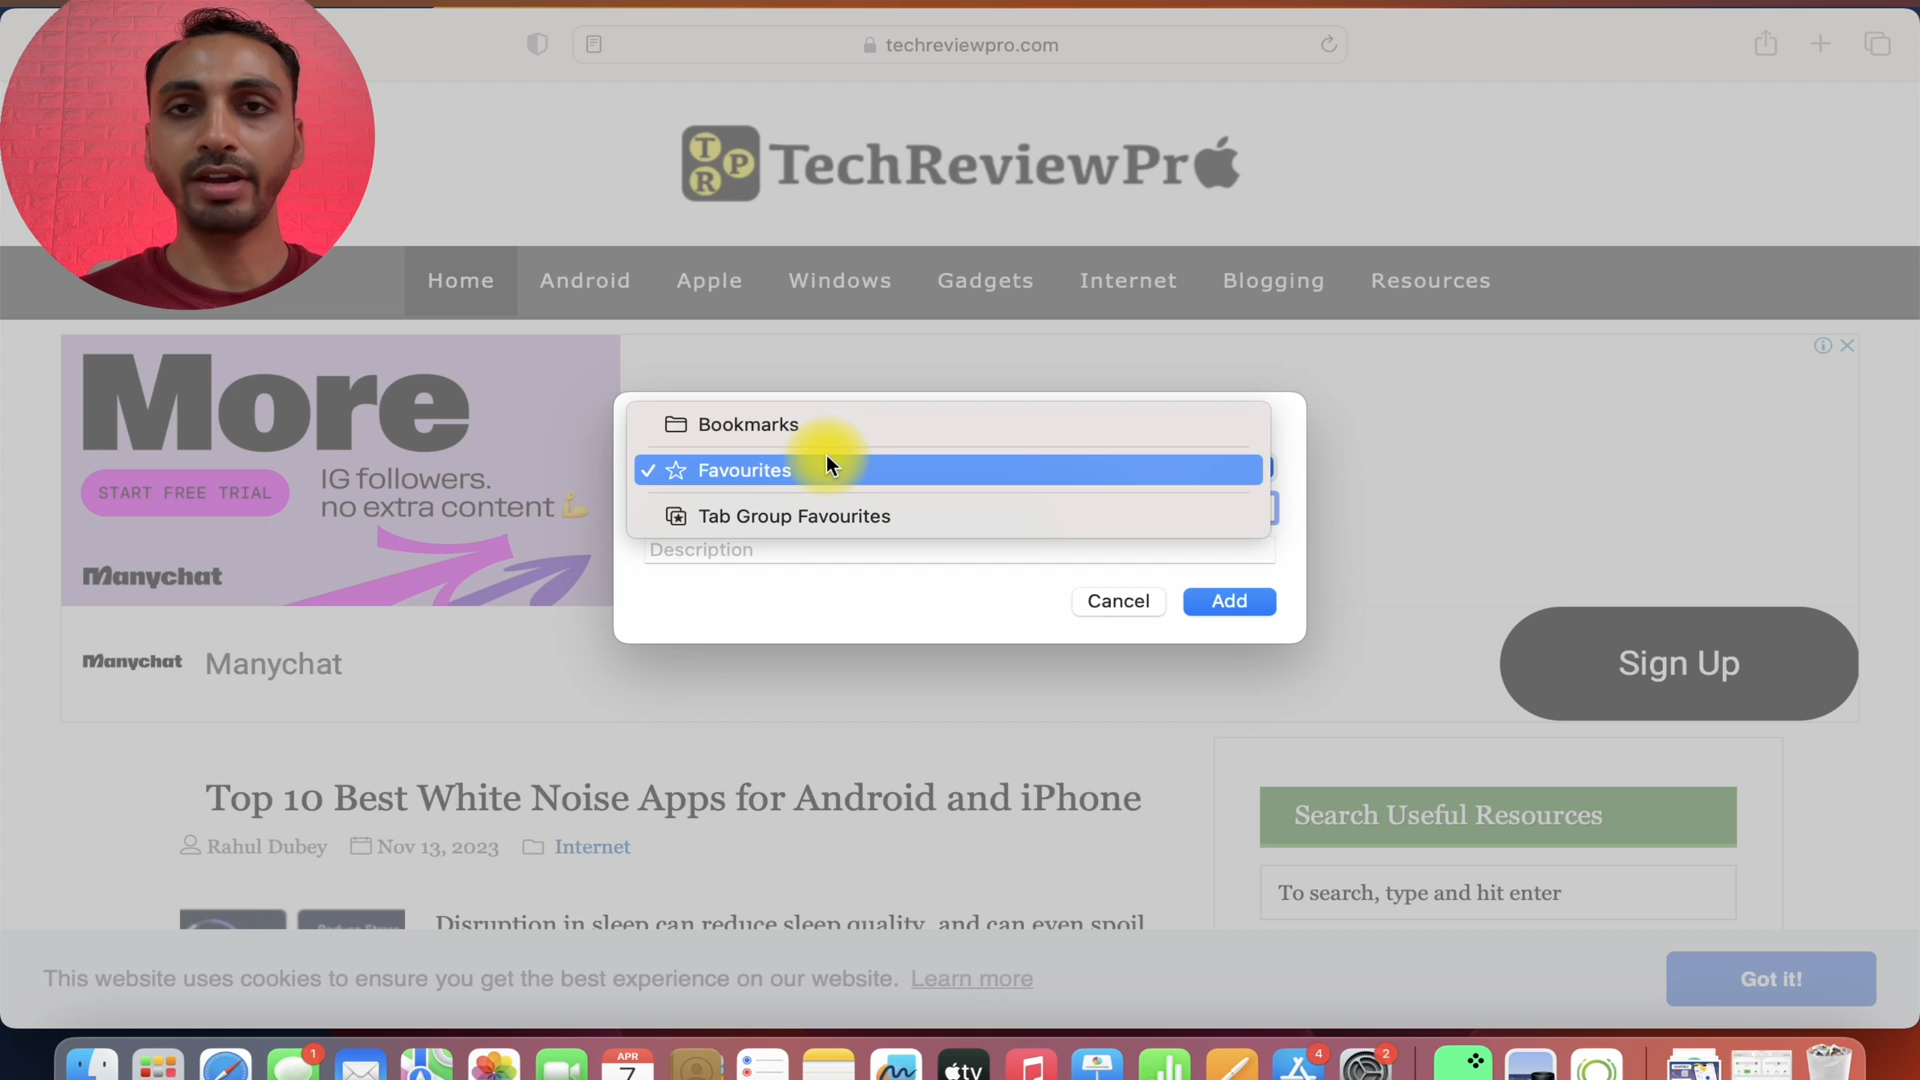 techreviewpro.com
T P R TechReviewPr
Home Android Apple Windows Gadgets Internet Blogging Resources
More
START FREE TRIAL
IG followers.
no extra content
Manychat
Bookmarks
Favourites
Tab Group Favourites
Description
Cancel Add
Manychat Manychat
Sign Up
Top 10 Best White Noise Apps for Android and iPhone
Rahul Dubey Nov 13, 2023 Internet
Search Useful Resources
To search, type and hit enter
Disruption in sleep can reduce sleep quality, and can even spoil
This website uses cookies to ensure you get the best experience on our website. Learn more
Got it!
1
APR
7
tv
4
2